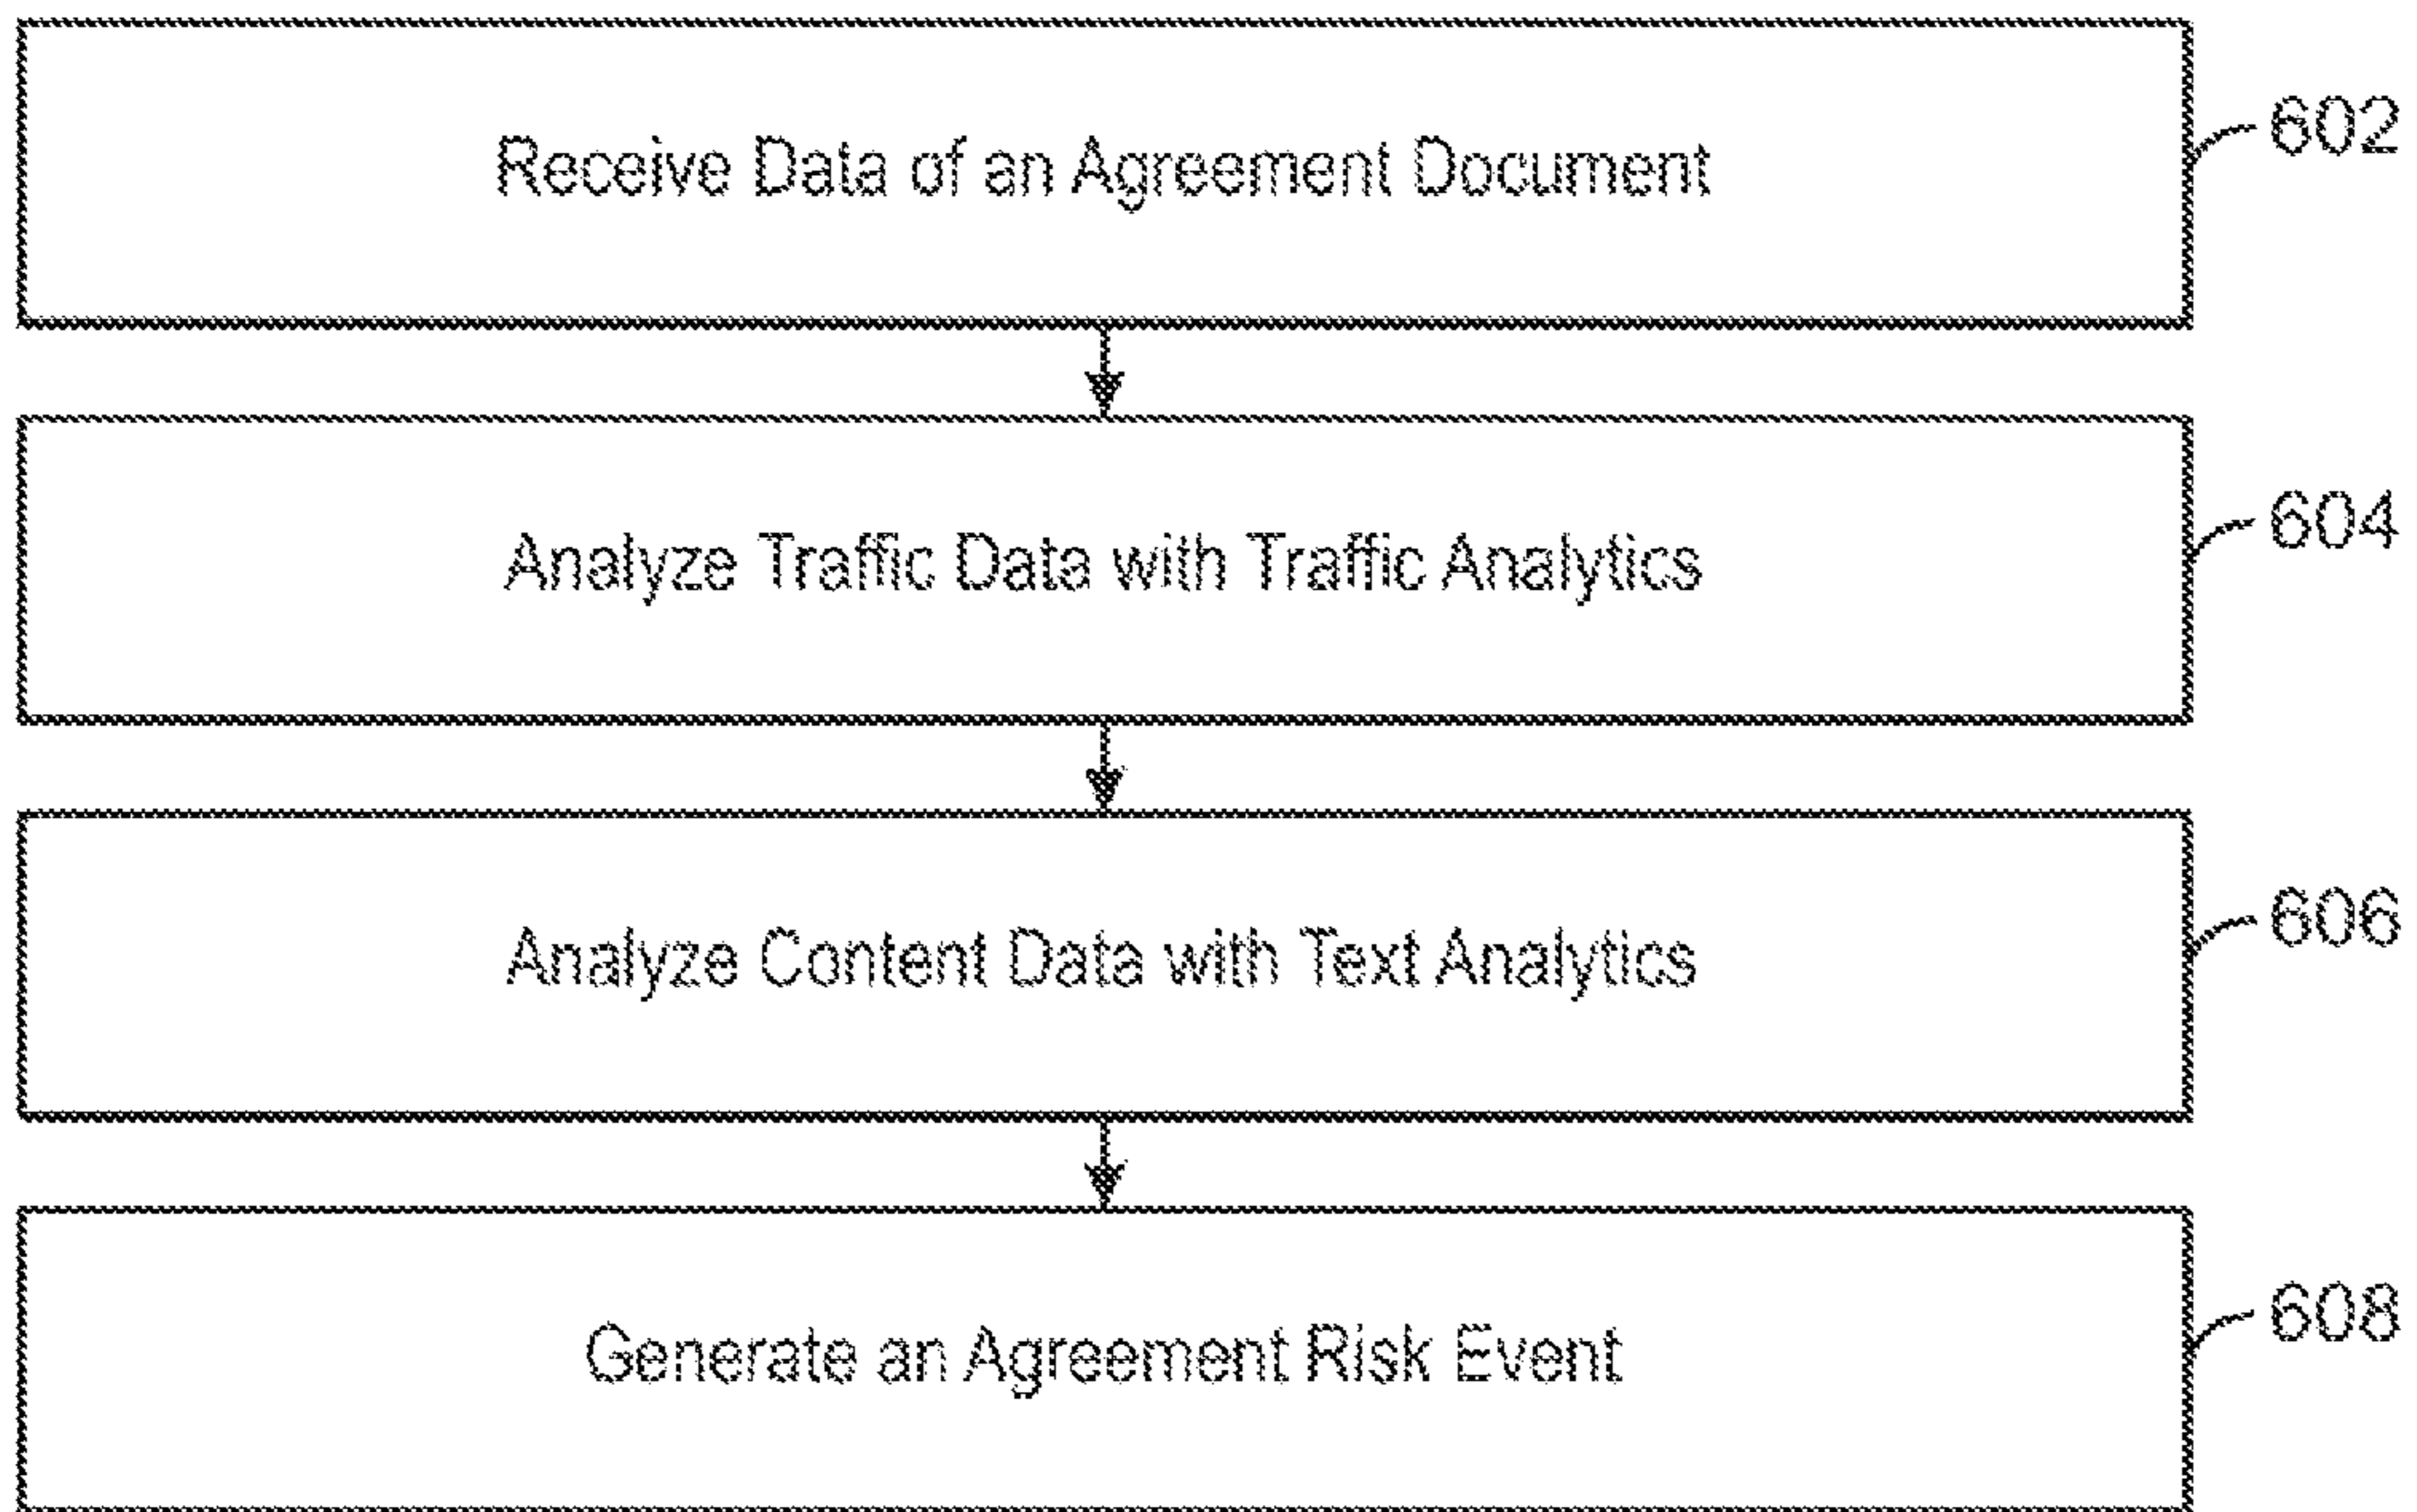 Receive Data of an Agreement Document
602
Analyze Traffic Data with Traffic Analytics
604
Analyze Content Data with Text Analytics
606
Generate an Agreement Risk Event
608